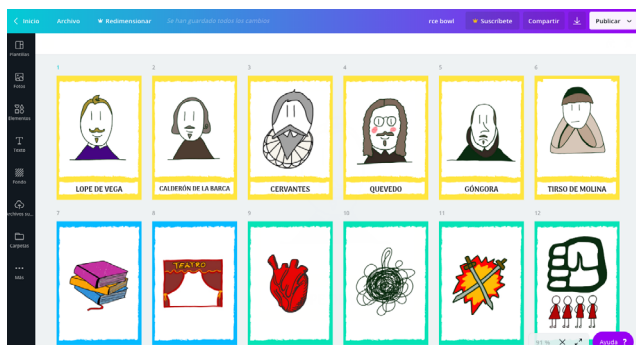 Inicio Archivo Redimensionar Se han guardado todos los cambios rce bowl Suscríbete Compartir Publicar
Plantillas
Fotos
Elementos
Texto
Fondo
Archivos su...
Carpetas
Más
1 2 3 4 5 6
LOPE DE VEGA CALDERÓN DE LA BARCA CERVANTES QUEVEDO GÓNGORA TIRSO DE MOLINA
7 8 9 10 11 12
TEATRO
91 % Ayuda ?